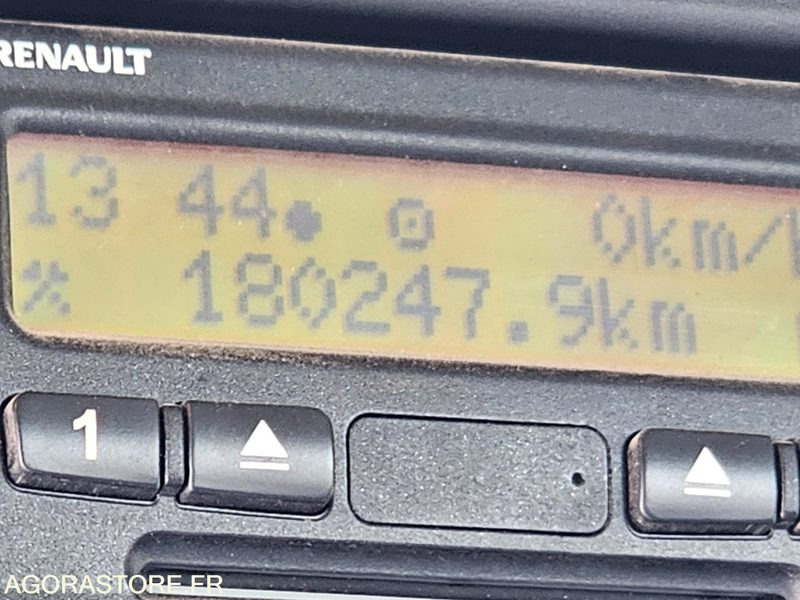 RENAULT
13 44 0km/
180247.9km
1
AGORASTORE.FR